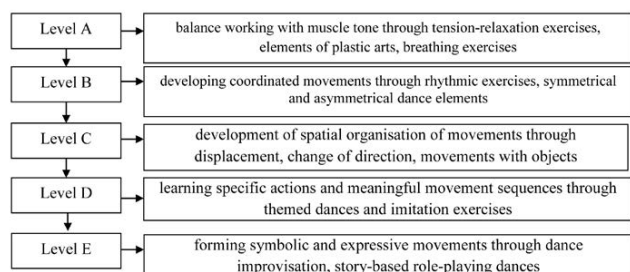 Level A
balance working with muscle tone through tension-relaxation exercises,
elements of plastic arts, breathing exercises
Level B
developing coordinated movements through rhythmic exercises, symmetrical
and asymmetrical dance elements
Level C
development of spatial organisation of movements through
displacement, change of direction, movements with objects
Level D
learning specific actions and meaningful movement sequences through
themed dances and imitation exercises
Level E
forming symbolic and expressive movements through dance
improvisation, story-based role-playing dances